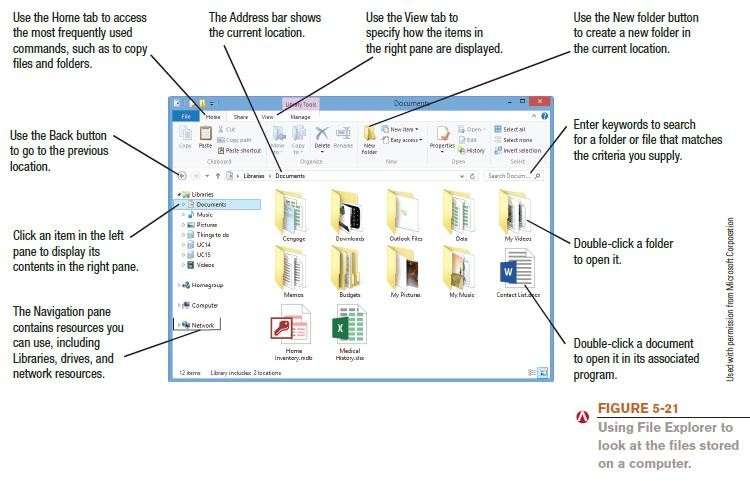 Use the Home tab to access
the most frequently used
commands, such as to copy
files and folders.
The Address bar shows
the current location.
Use the View tab to
specify how the items in
the right pane are displayed.
Use the New folder button
to create a new folder in
the current location.
Use the Back button
to go to the previous
location.
Click an item in the left
pane to display its
contents in the right pane.
The Navigation pane
contains resources you
can use, including
Libraries, drives, and
network resources.
Library Tools
Documents
File Home Share View Manage
Copy Paste
Cut
Copy path
Paste shortcut
Clipboard
Move to
Copy to
Delete Rename
Organize
New folder
New item
Easy access
New
Properties
Open
Edit
History
Open
Select all
Select none
Invert selection
Select
Libraries Documents
Search Docum...
Libraries
Documents
Music
Pictures
Things to do
UC14
UC15
Videos
Homegroup
Computer
Network
Cengage Downloads Outlook Files Data My Videos
Memos Budgets My Pictures My Music Contact List.docx
Home Inventory.mdb
Medical History.xlsx
12 items Library includes: 2 locations
Enter keywords to search
for a folder or file that matches
the criteria you supply.
Double-click a folder
to open it.
Double-click a document
to open it in its associated
program.
Used with permission from Microsoft Corporation
FIGURE 5-21
Using File Explorer to
look at the files stored
on a computer.